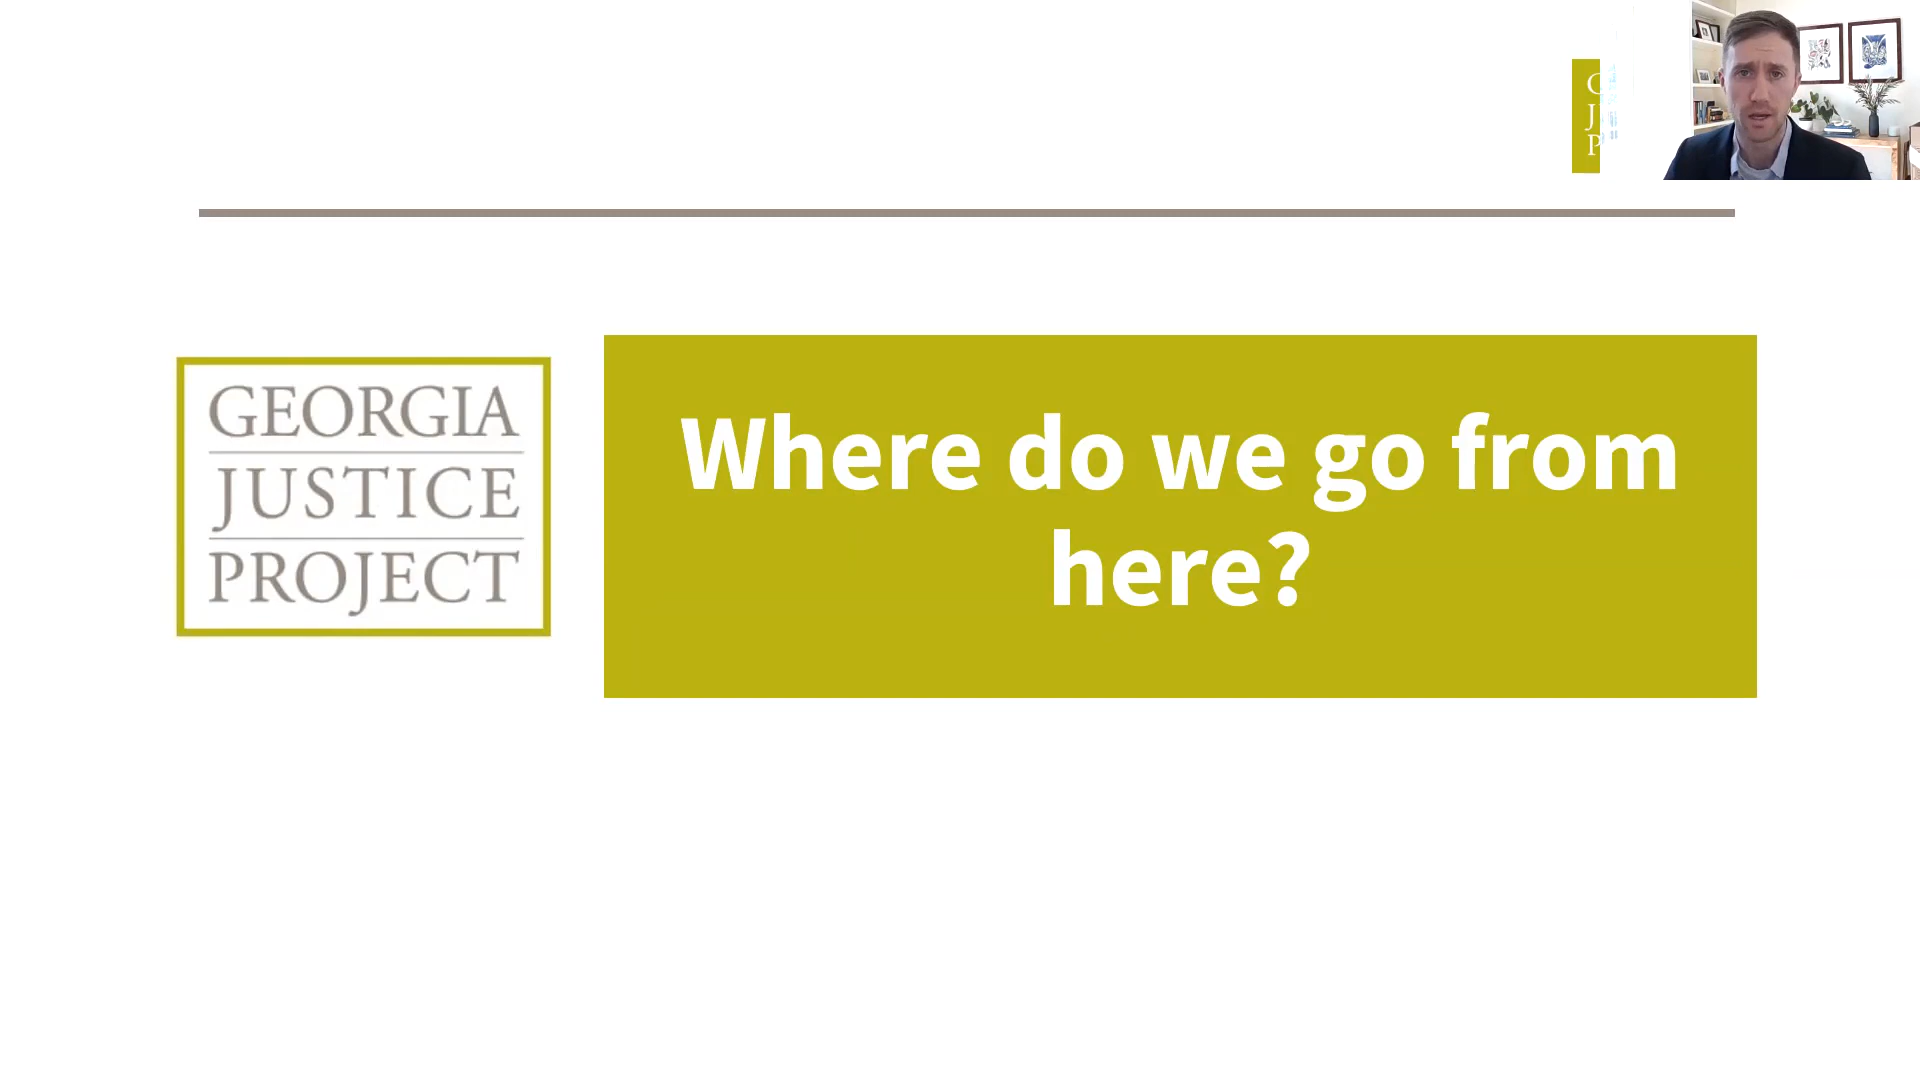 G
J
P
GEORGIA
JUSTICE
PROJECT
Where do we go from
here?